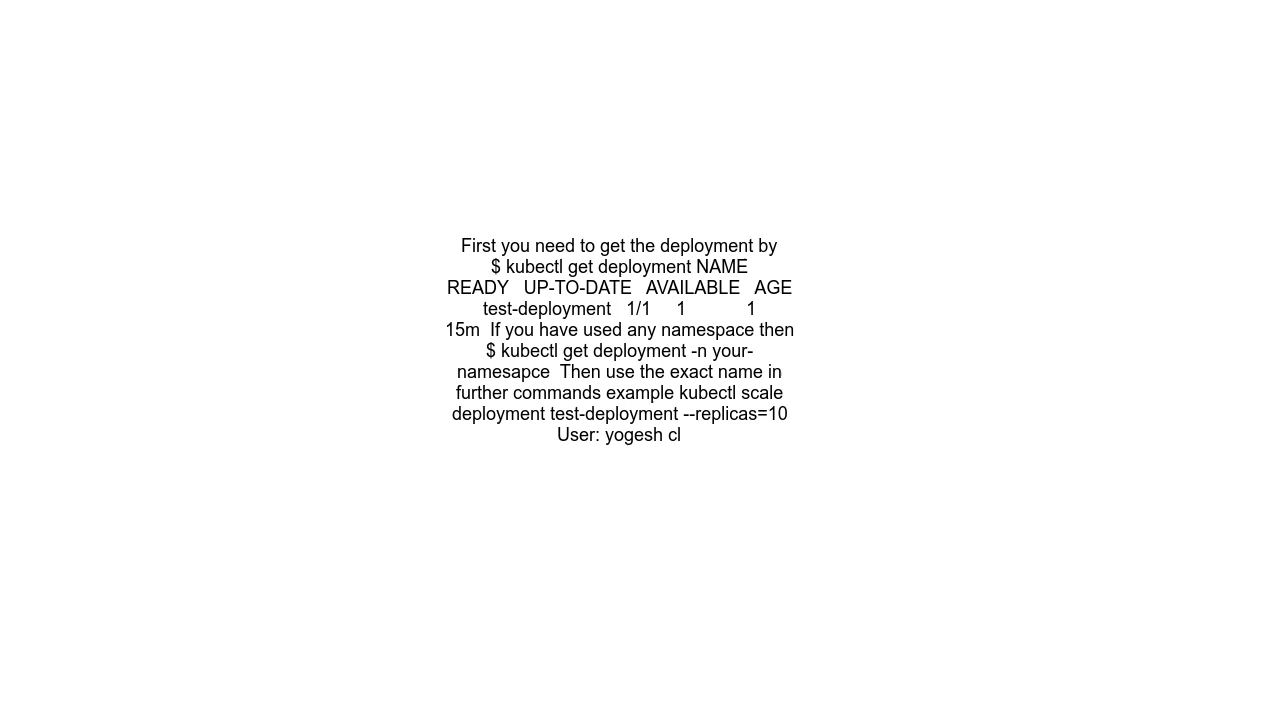 First you need to get the deployment by
$ kubectl get deployment NAME
READY   UP-TO-DATE   AVAILABLE   AGE
test-deployment   1/1     1            1
15m  If you have used any namespace then
$ kubectl get deployment -n your-
namesapce  Then use the exact name in
further commands example kubectl scale
deployment test-deployment --replicas=10
User: yogesh cl